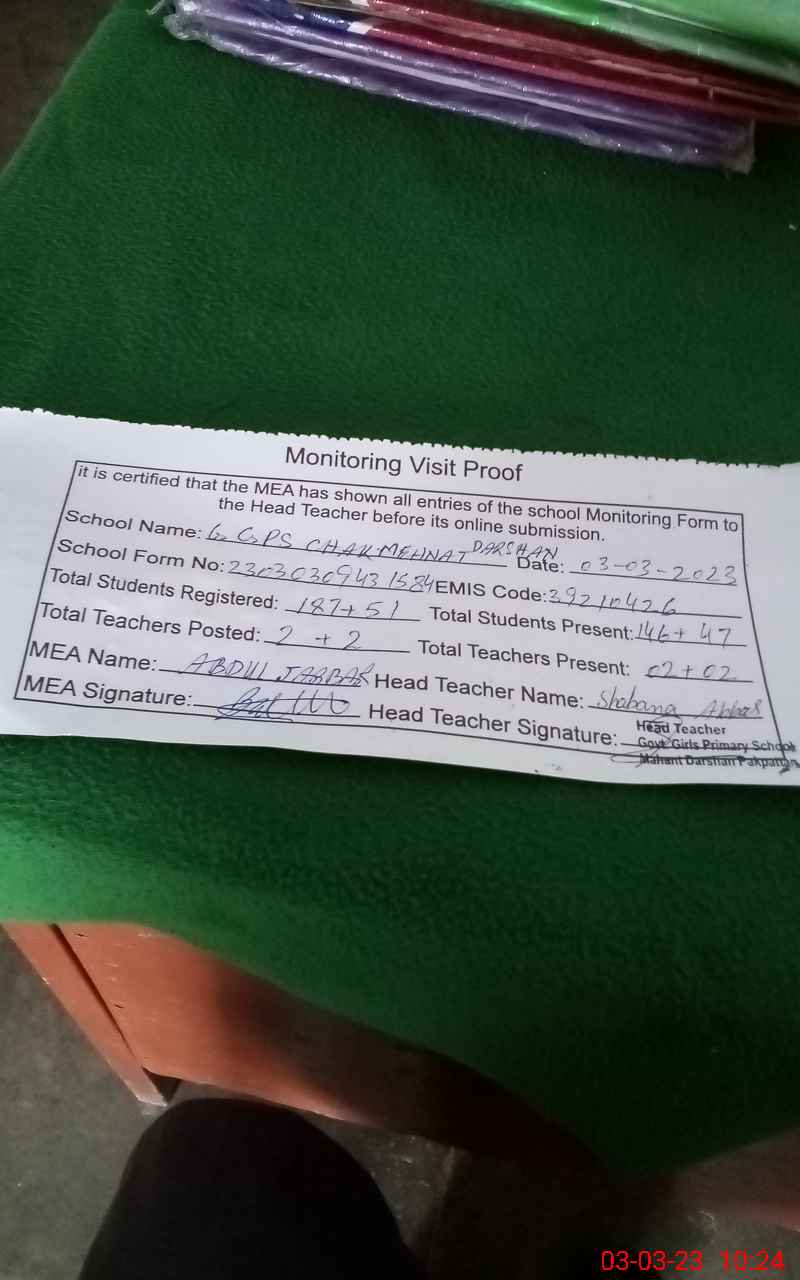 Monitoring Visit Proof
it is certified that the MEA has shown all entries of the school Monitoring Form to
the Head Teacher before its online submission.
School Name: G. GPS CHAK MEHNAT DARSHAN Date: 03-03-2023
School Form No: 23030309431584 EMIS Code: 39210426
Total Students Registered: 187+51 Total Students Present: 146+47
Total Teachers Posted: 2 + 2 Total Teachers Present: 02+02
MEA Name: ABDUL JABBAR Head Teacher Name: Shabana Abbas
MEA Signature: Head Teacher Signature:
Head Teacher
Govt: Girls Primary School
Mahant Darshan Pakpattan
03-03-23 10:24